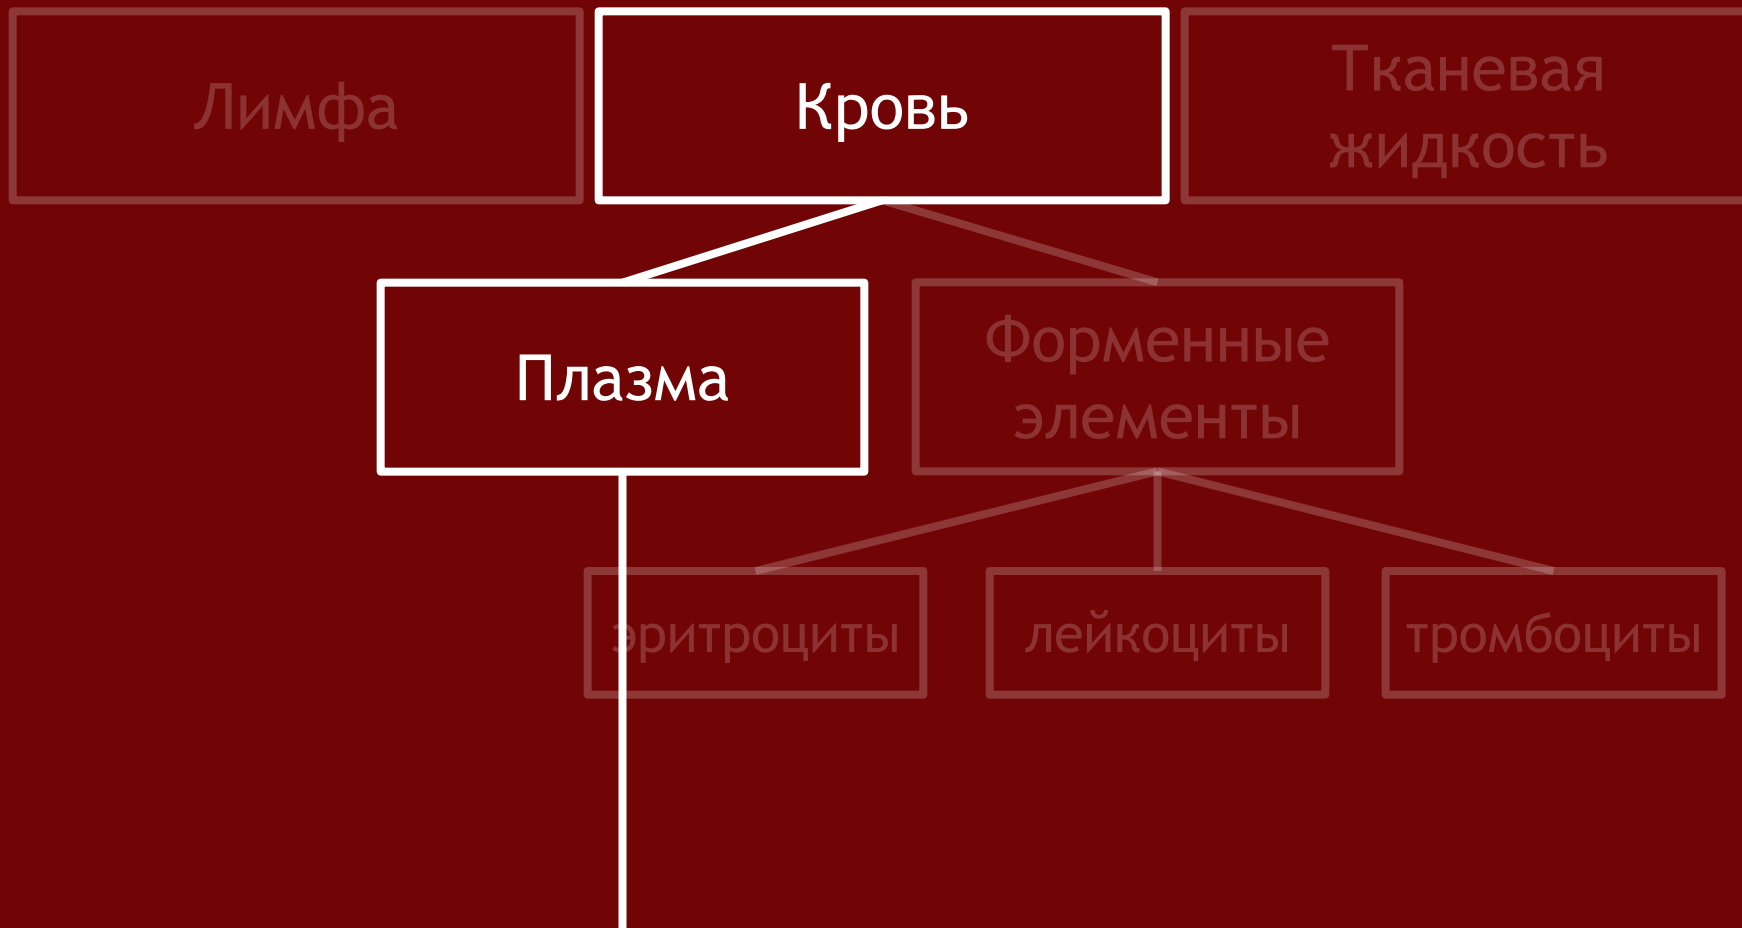 Лимфа
Кровь
Тканевая
жидкость
Плазма
Форменные
элементы
эритроциты
лейкоциты
тромбоциты